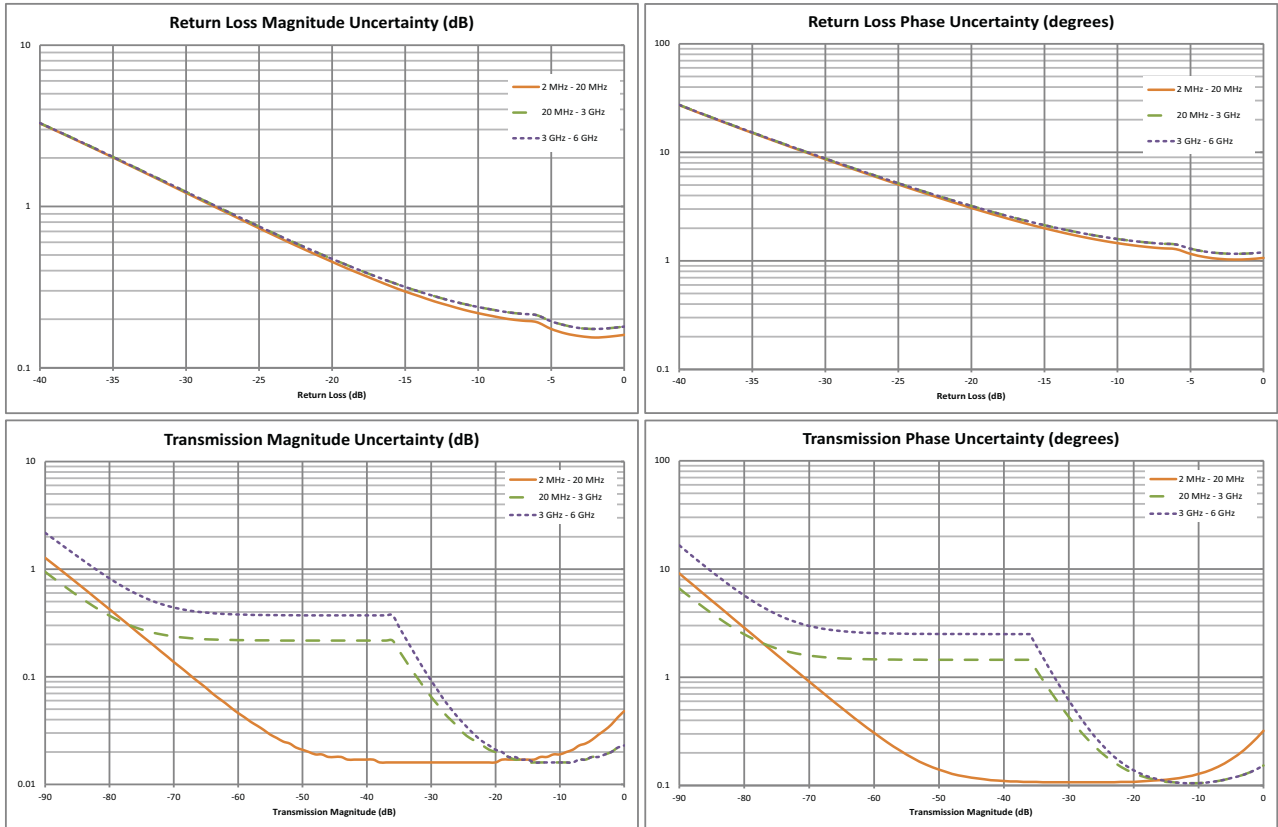 Return Loss Magnitude Uncertainty (dB)
10
1
0.1
2 MHz - 20 MHz
20 MHz - 3 GHz
3 GHz - 6 GHz
-40 -35 -30 -25 -20 -15 -10 -5 0
Return Loss (dB)
Return Loss Phase Uncertainty (degrees)
100
10
1
0.1
2 MHz - 20 MHz
20 MHz - 3 GHz
3 GHz - 6 GHz
-40 -35 -30 -25 -20 -15 -10 -5 0
Return Loss (dB)
Transmission Magnitude Uncertainty (dB)
10
1
0.1
0.01
2 MHz - 20 MHz
20 MHz - 3 GHz
3 GHz - 6 GHz
-90 -80 -70 -60 -50 -40 -30 -20 -10 0
Transmission Magnitude (dB)
Transmission Phase Uncertainty (degrees)
100
10
1
0.1
2 MHz - 20 MHz
20 MHz - 3 GHz
3 GHz - 6 GHz
-90 -80 -70 -60 -50 -40 -30 -20 -10 0
Transmission Magnitude (dB)